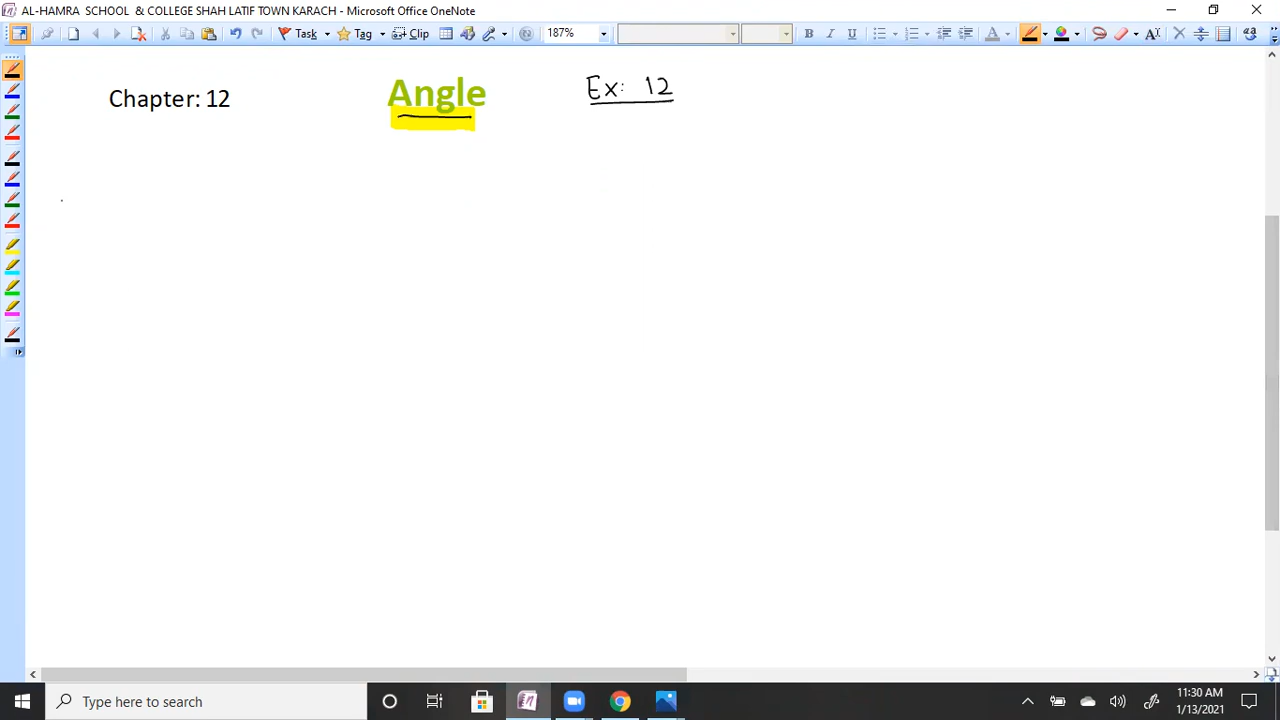 AL-HAMRA SCHOOL & COLLEGE SHAH LATIF TOWN KARACH - Microsoft Office OneNote
Task Tag Clip 187% B I U
Chapter: 12 Angle Ex: 12
Type here to search
11:30 AM
1/13/2021